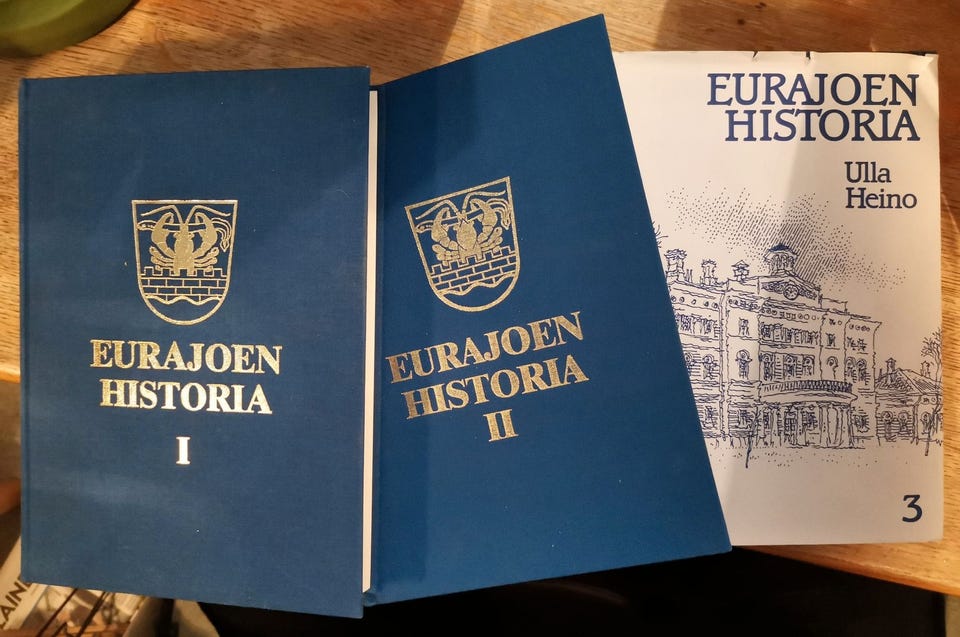 EURAJOEN
HISTORIA
I
EURAJOEN
HISTORIA
II
EURAJOEN
HISTORIA
Ulla
Heino
3